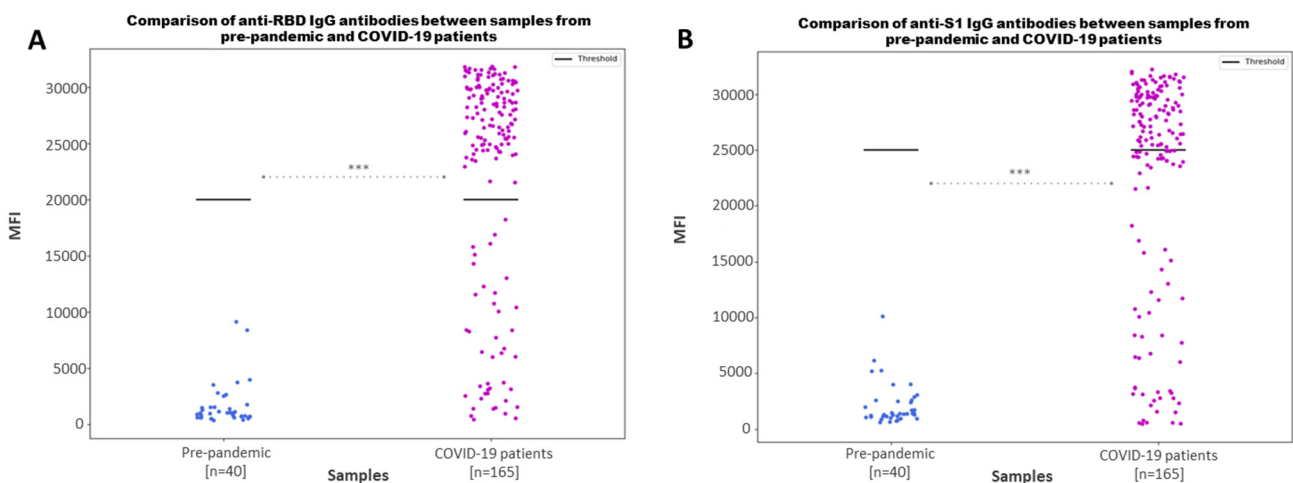 A
Comparison of anti-RBD IgG antibodies between samples from
pre-pandemic and COVID-19 patients
Threshold
30000
25000
20000
15000
10000
5000
0
MFI
***
Pre-pandemic
[n=40]
Samples
COVID-19 patients
[n=165]
B
Comparison of anti-S1 IgG antibodies between samples from
pre-pandemic and COVID-19 patients
Threshold
30000
25000
20000
15000
10000
5000
0
MFI
***
Pre-pandemic
[n=40]
Samples
COVID-19 patients
[n=165]